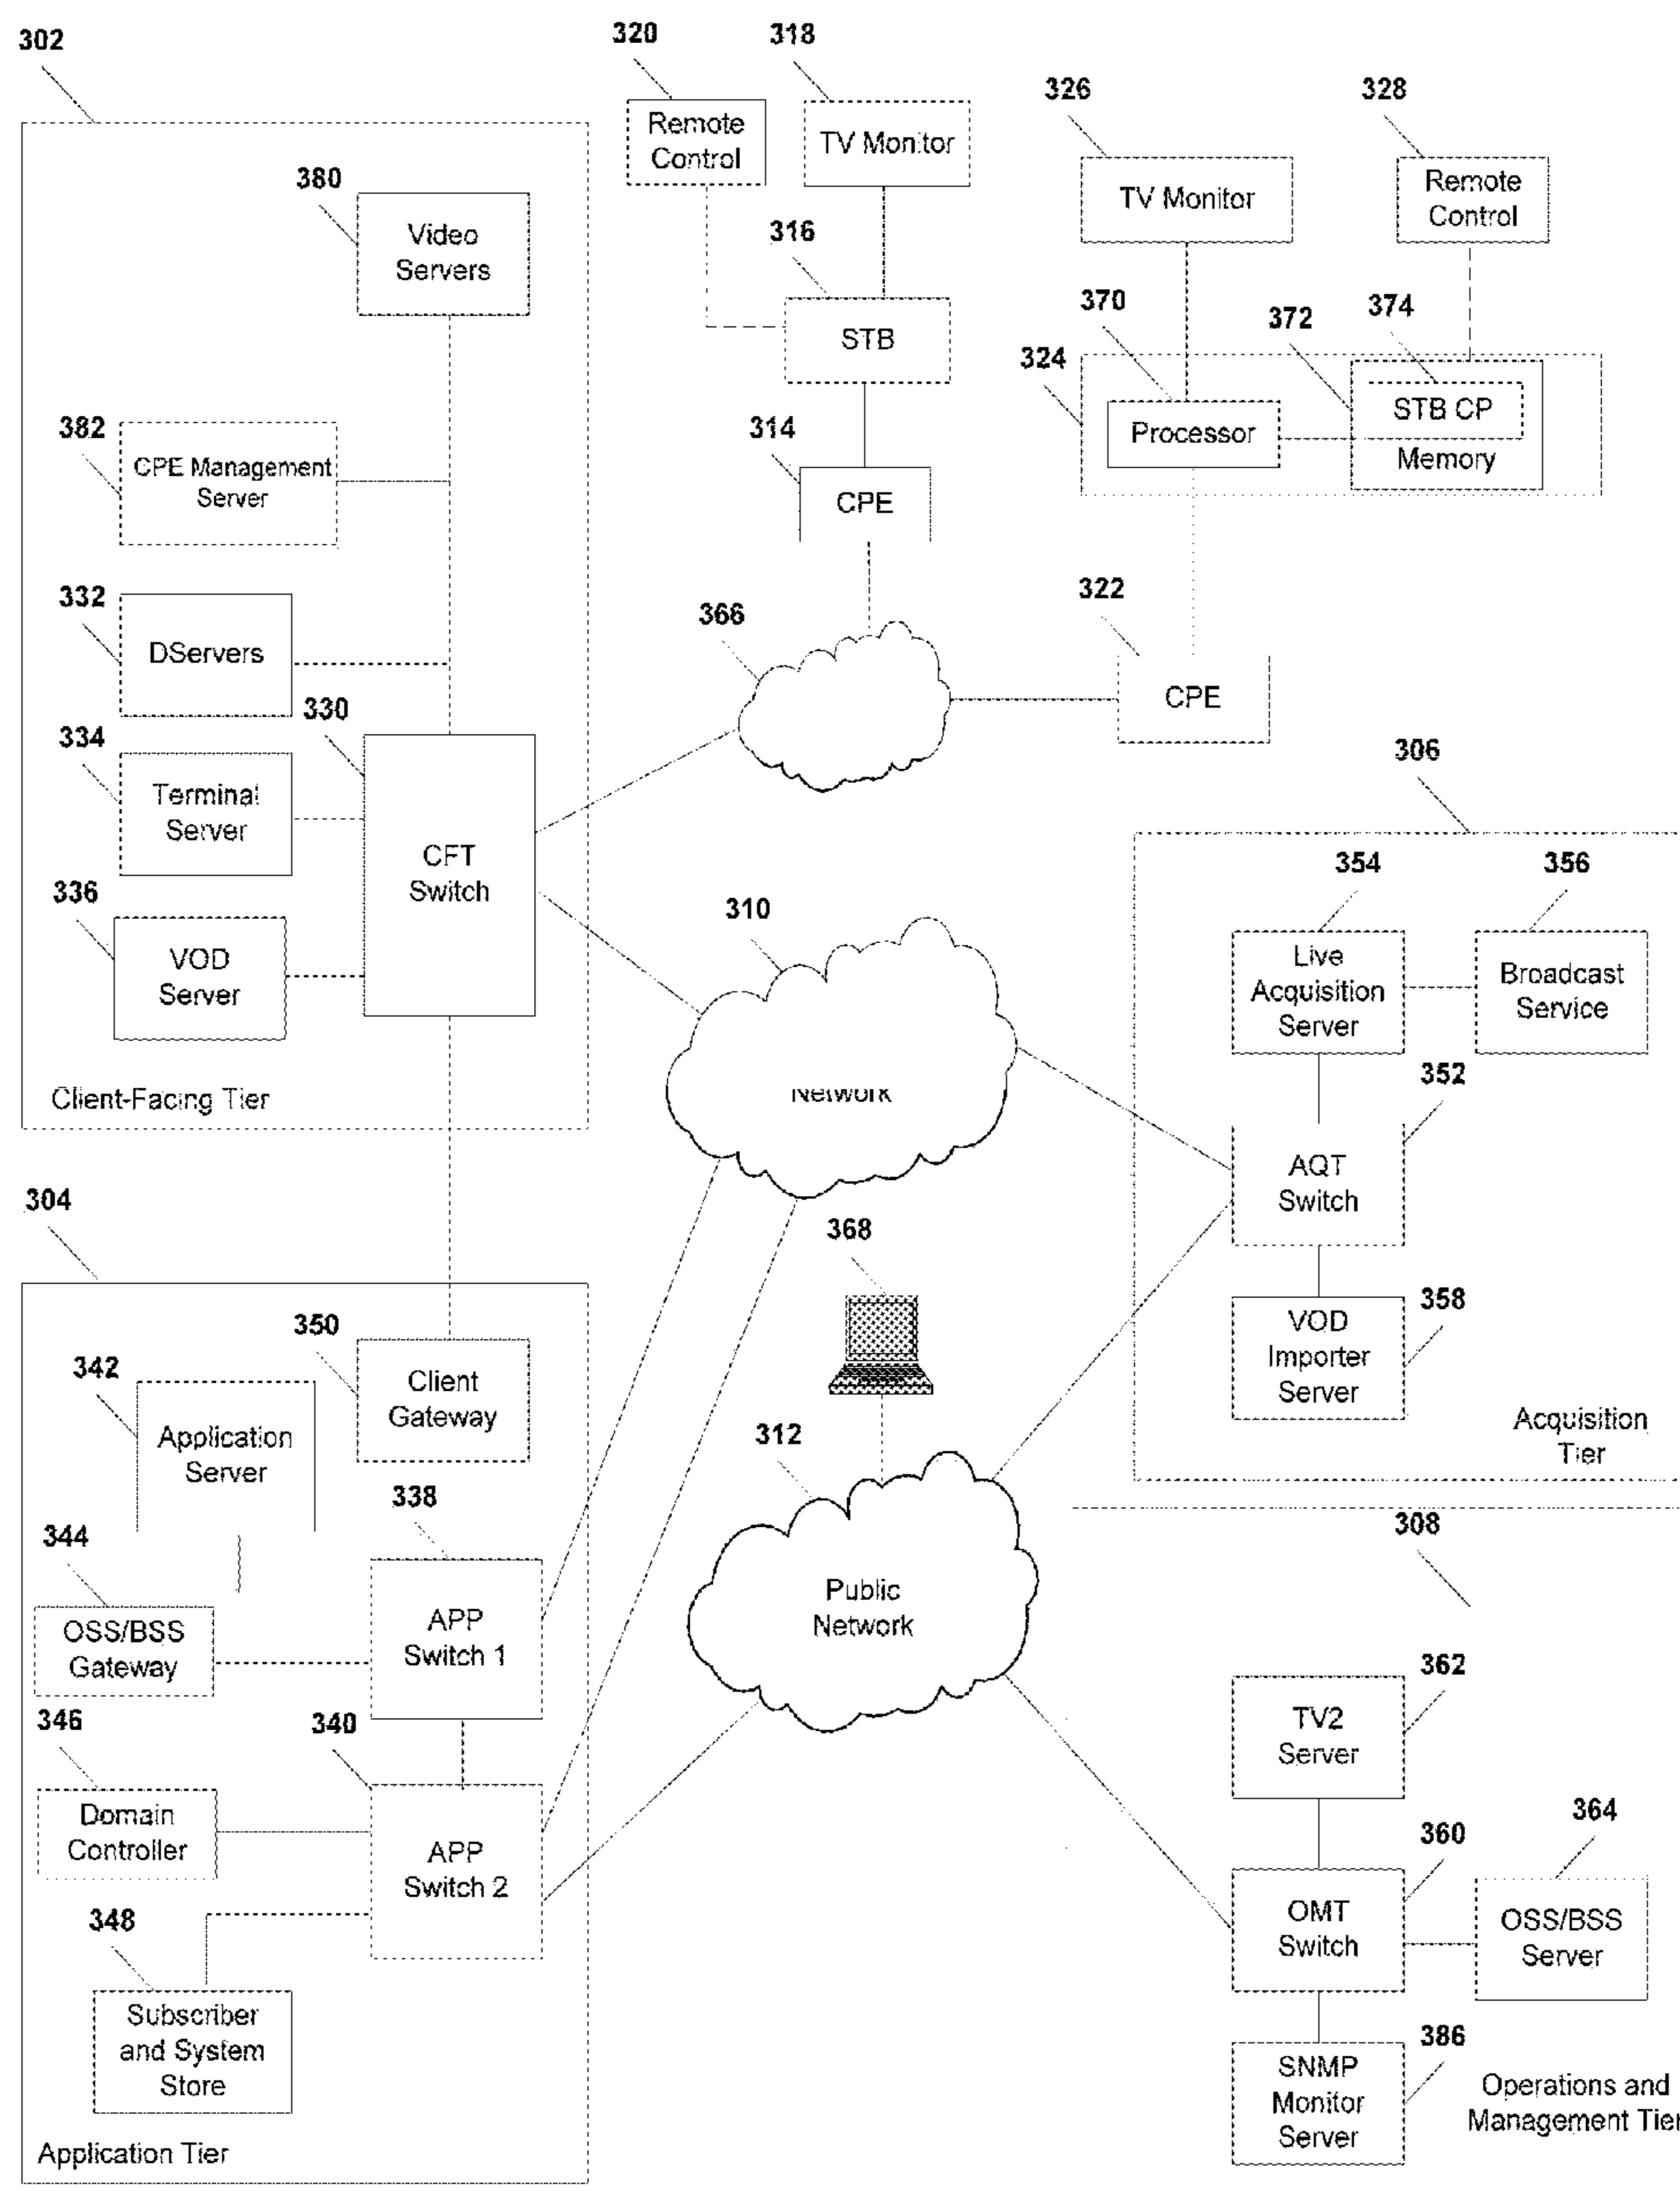 302
320
318
326
328
Remote
Control
TV Monitor
TV Monitor
Remote
Control
380
Video
Servers
316
STB
370
372
374
324
Processor
STB CP
Memory
382
CPE Management
Server
314
CPE
332
DServers
366
322
CPE
330
334
Terminal
Server
CFT
Switch
336
VOD
Server
Client-Facing Tier
310
Network
306
354
356
Live
Acquisition
Server
Broadcast
Service
352
AQT
Switch
358
VOD
Importer
Server
Acquisition
Tier
304
350
Client
Gateway
342
Application
Server
368
312
Public
Network
338
APP
Switch 1
344
OSS/BSS
Gateway
346
Domain
Controller
340
APP
Switch 2
348
Subscriber
and System
Store
Application Tier
308
362
TV2
Server
360
OMT
Switch
364
OSS/BSS
Server
386
SNMP
Monitor
Server
Operations and
Management Tier